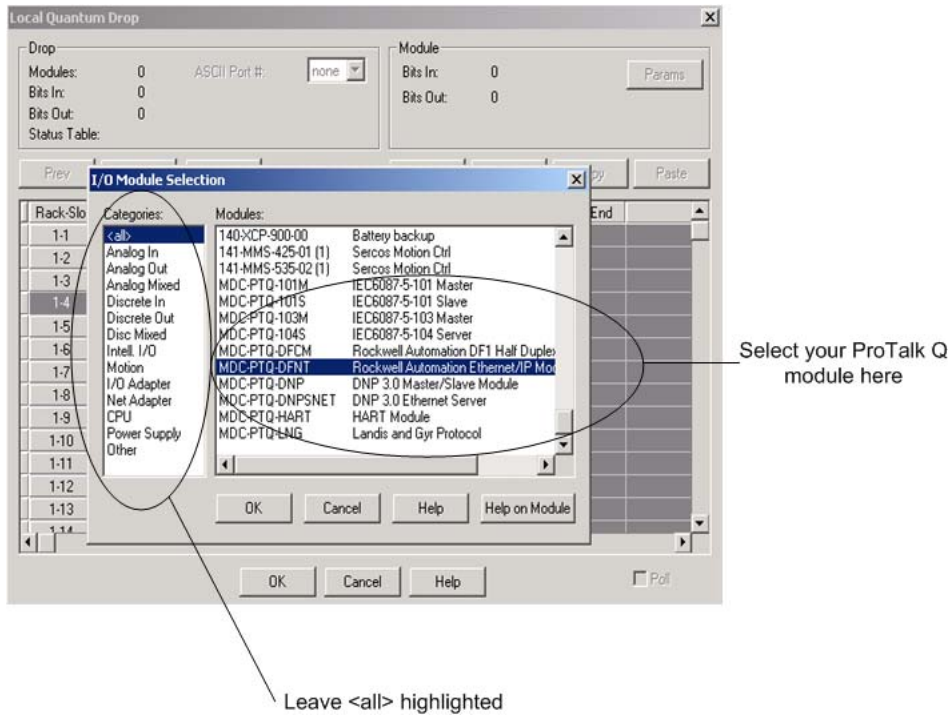 Local Quantum Drop
Drop
Modules: 0 ASCII Port #: none
Bits In: 0
Bits Out: 0
Status Table:
Module
Bits In: 0
Bits Out: 0
Params
Prev
Paste
Rack-Slo
End
1-1
1-2
1-3
1-4
1-5
1-6
1-7
1-8
1-9
1-10
1-11
1-12
1-13
1-14
I/O Module Selection
Categories:
<all>
Analog In
Analog Out
Analog Mixed
Discrete In
Discrete Out
Disc Mixed
Intell. I/O
Motion
I/O Adapter
Net Adapter
CPU
Power Supply
Other
Modules:
140-XCP-900-00 Battery backup
141-MMS-425-01 (1) Sercos Motion Ctrl
141-MMS-535-02 (1) Sercos Motion Ctrl
MDC-PTQ-101M IEC6087-5-101 Master
MDC-PTQ-101S IEC6087-5-101 Slave
MDC-PTQ-103M IEC6087-5-103 Master
MDC-PTQ-104S IEC6087-5-104 Server
MDC-PTQ-DFCM Rockwell Automation DF1 Half Duplex
MDC-PTQ-DFNT Rockwell Automation Ethernet/IP Mod
MDC-PTQ-DNP DNP 3.0 Master/Slave Module
MDC-PTQ-DNPSNET DNP 3.0 Ethernet Server
MDC-PTQ-HART HART Module
MDC-PTQ-LNG Landis and Gyr Protocol
OK Cancel Help Help on Module
OK Cancel Help
Poll
Select your ProTalk Q
module here
Leave <all> highlighted